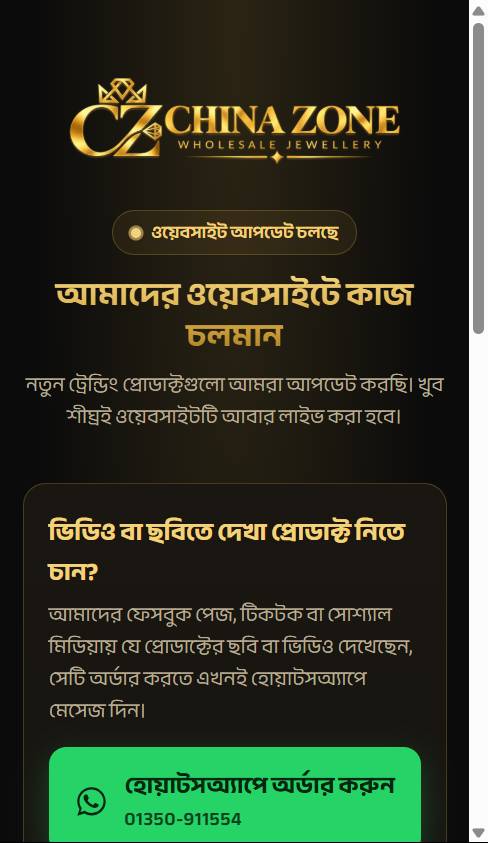 CZ CHINA ZONE
WHOLESALE JEWELLERY
ওয়েবসাইট আপডেট চলছে
আমাদের ওয়েবসাইটে কাজ
চলমান
নতুন ট্রেন্ডিং প্রোডাক্টগুলো আমরা আপডেট করছি। খুব
শীঘ্রই ওয়েবসাইটটি আবার লাইভ করা হবে।
ভিডিও বা ছবিতে দেখা প্রোডাক্ট নিতে
চান?
আমাদের ফেসবুক পেজ, টিকটক বা সোশ্যাল
মিডিয়ায় যে প্রোডাক্টের ছবি বা ভিডিও দেখেছেন,
সেটি অর্ডার করতে এখনই হোয়াটসঅ্যাপে
মেসেজ দিন।
হোয়াটসঅ্যাপে অর্ডার করুন
01350-911554